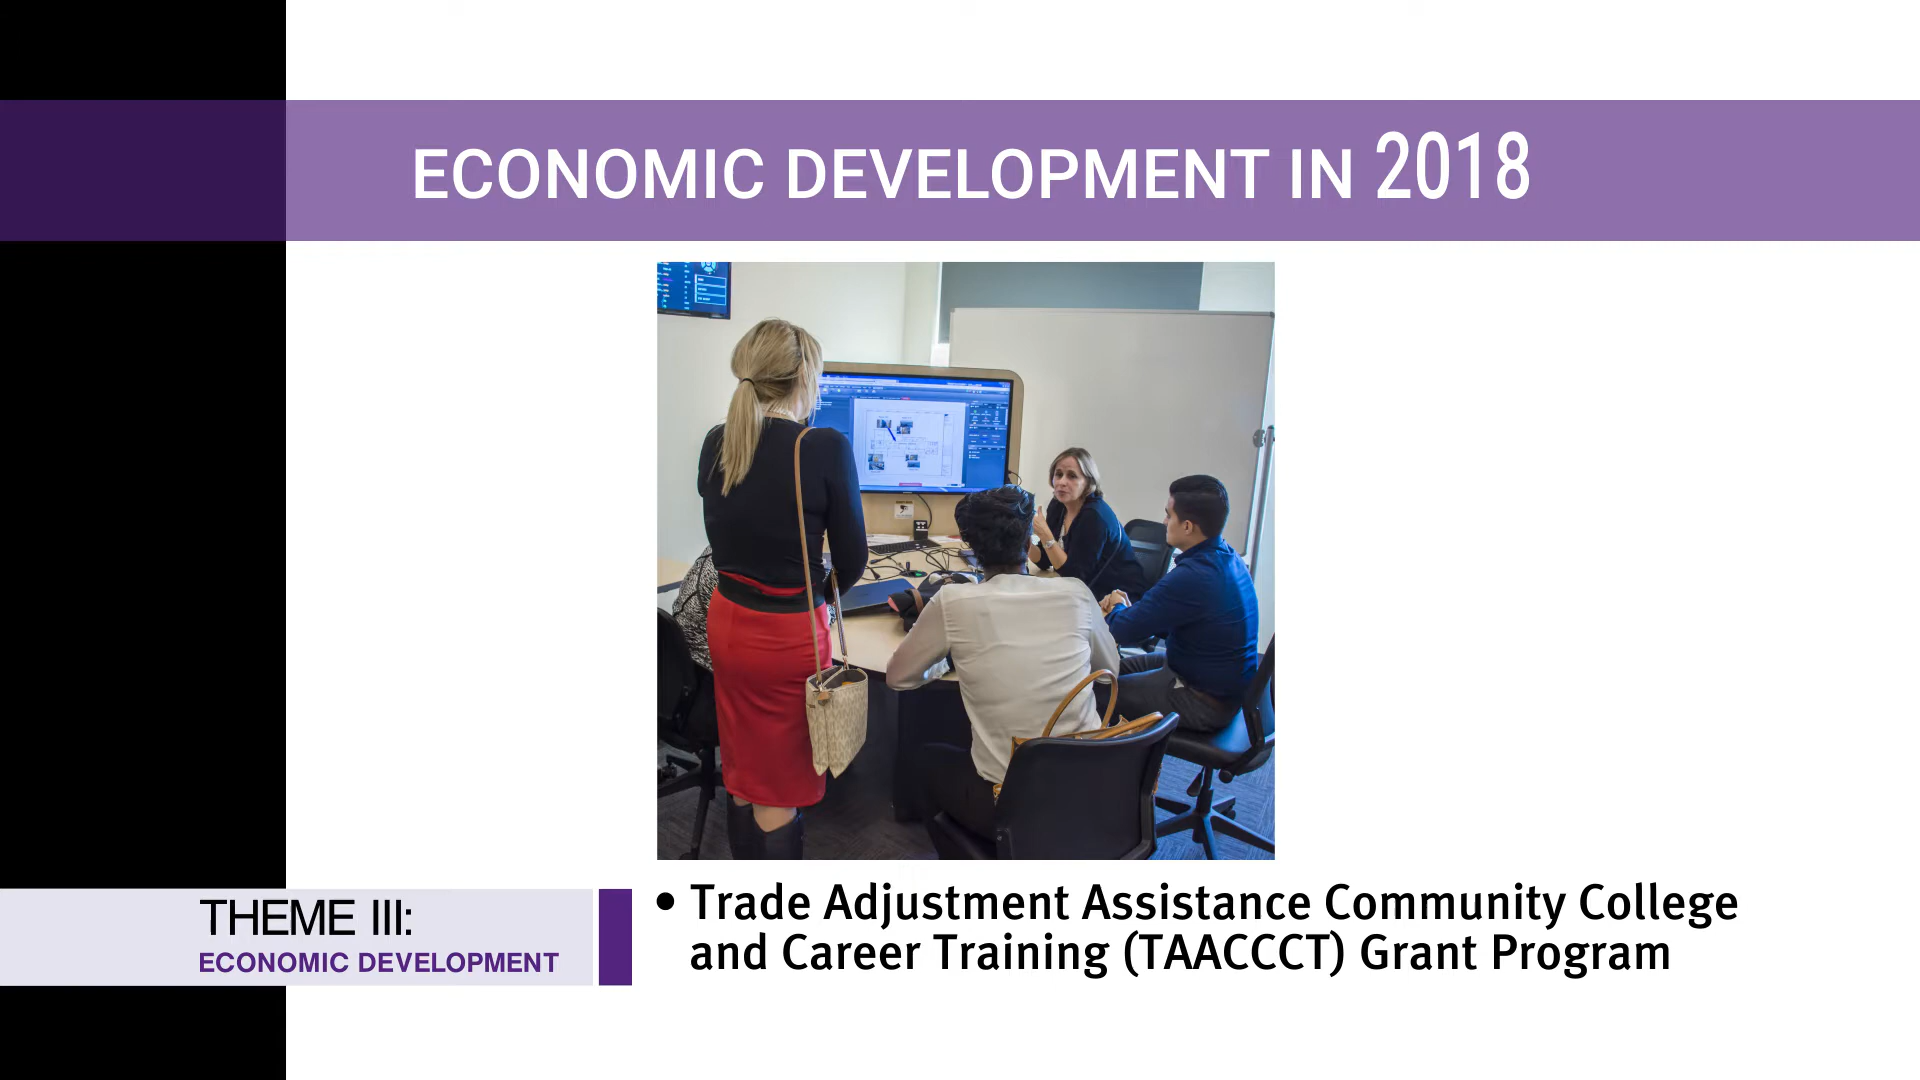 ECONOMIC DEVELOPMENT IN 2018
THEME III:
ECONOMIC DEVELOPMENT
• Trade Adjustment Assistance Community College
and Career Training (TAACCCT) Grant Program